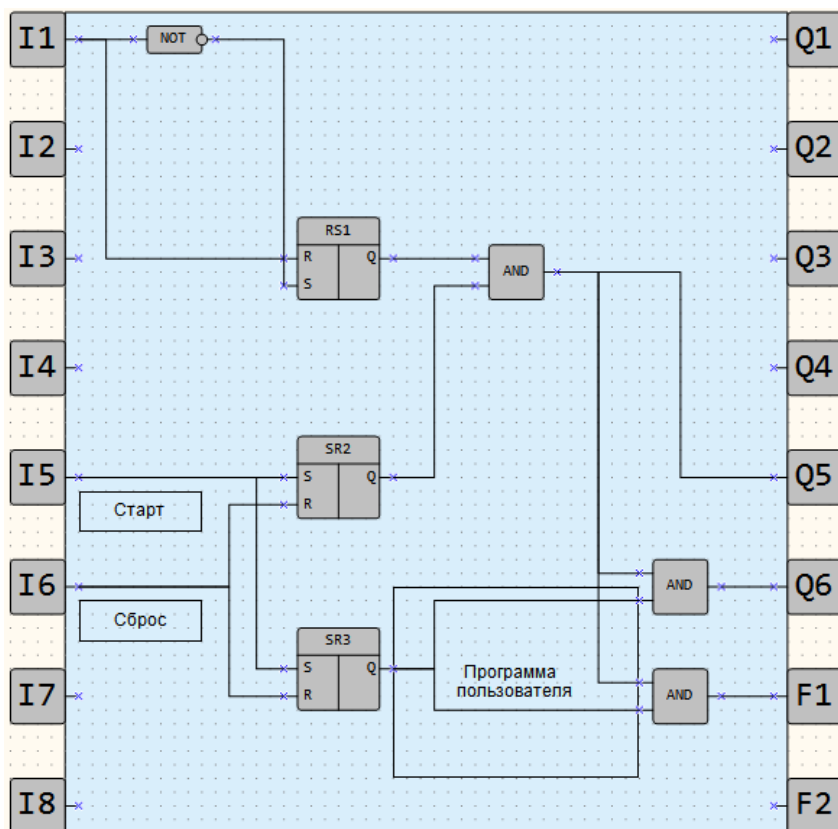 I1
NOT
Q1
I2
Q2
RS1
I3
R
Q
AND
Q3
S
I4
Q4
SR2
I5
S
Q
Q5
R
Старт
I6
AND
Q6
Сброс
SR3
S
Q
Программа
пользователя
I7
R
AND
F1
I8
F2